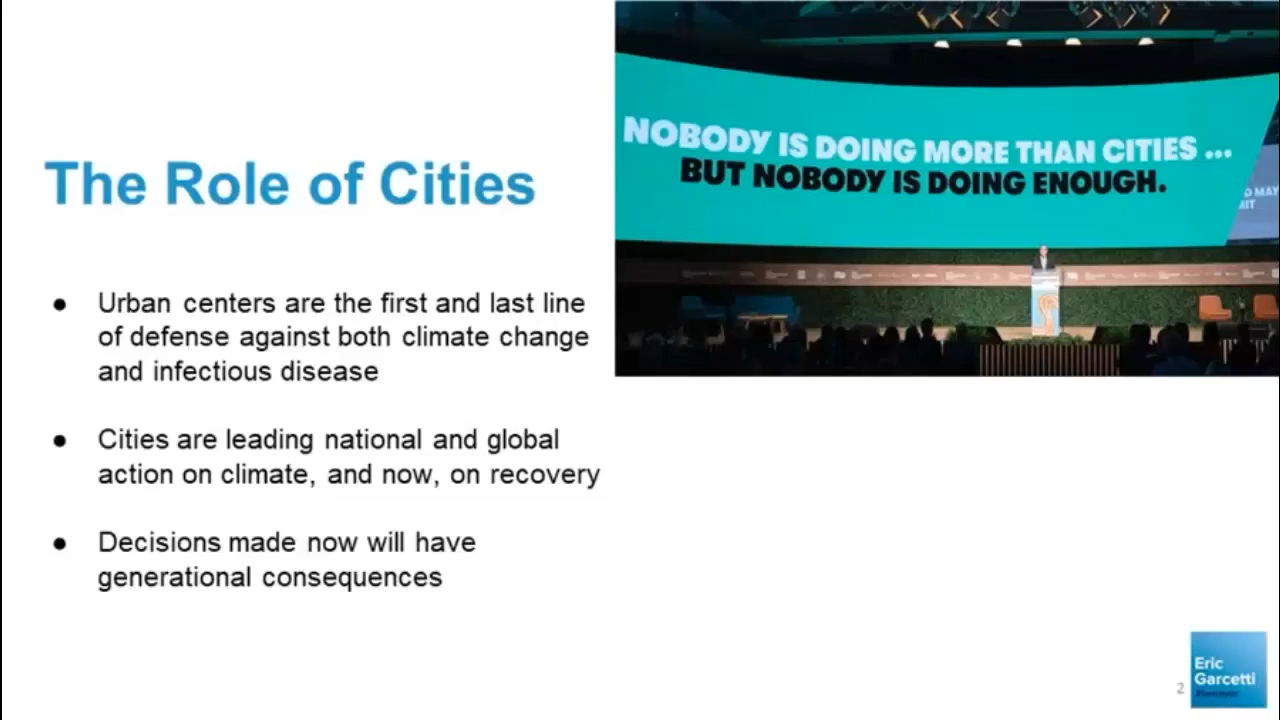 NOBODY IS DOING MORE THAN CITIES ...
BUT NOBODY IS DOING ENOUGH.
The Role of Cities
● Urban centers are the first and last line
of defense against both climate change
and infectious disease
● Cities are leading national and global
action on climate, and now, on recovery
● Decisions made now will have
generational consequences
2
Eric
Garcetti